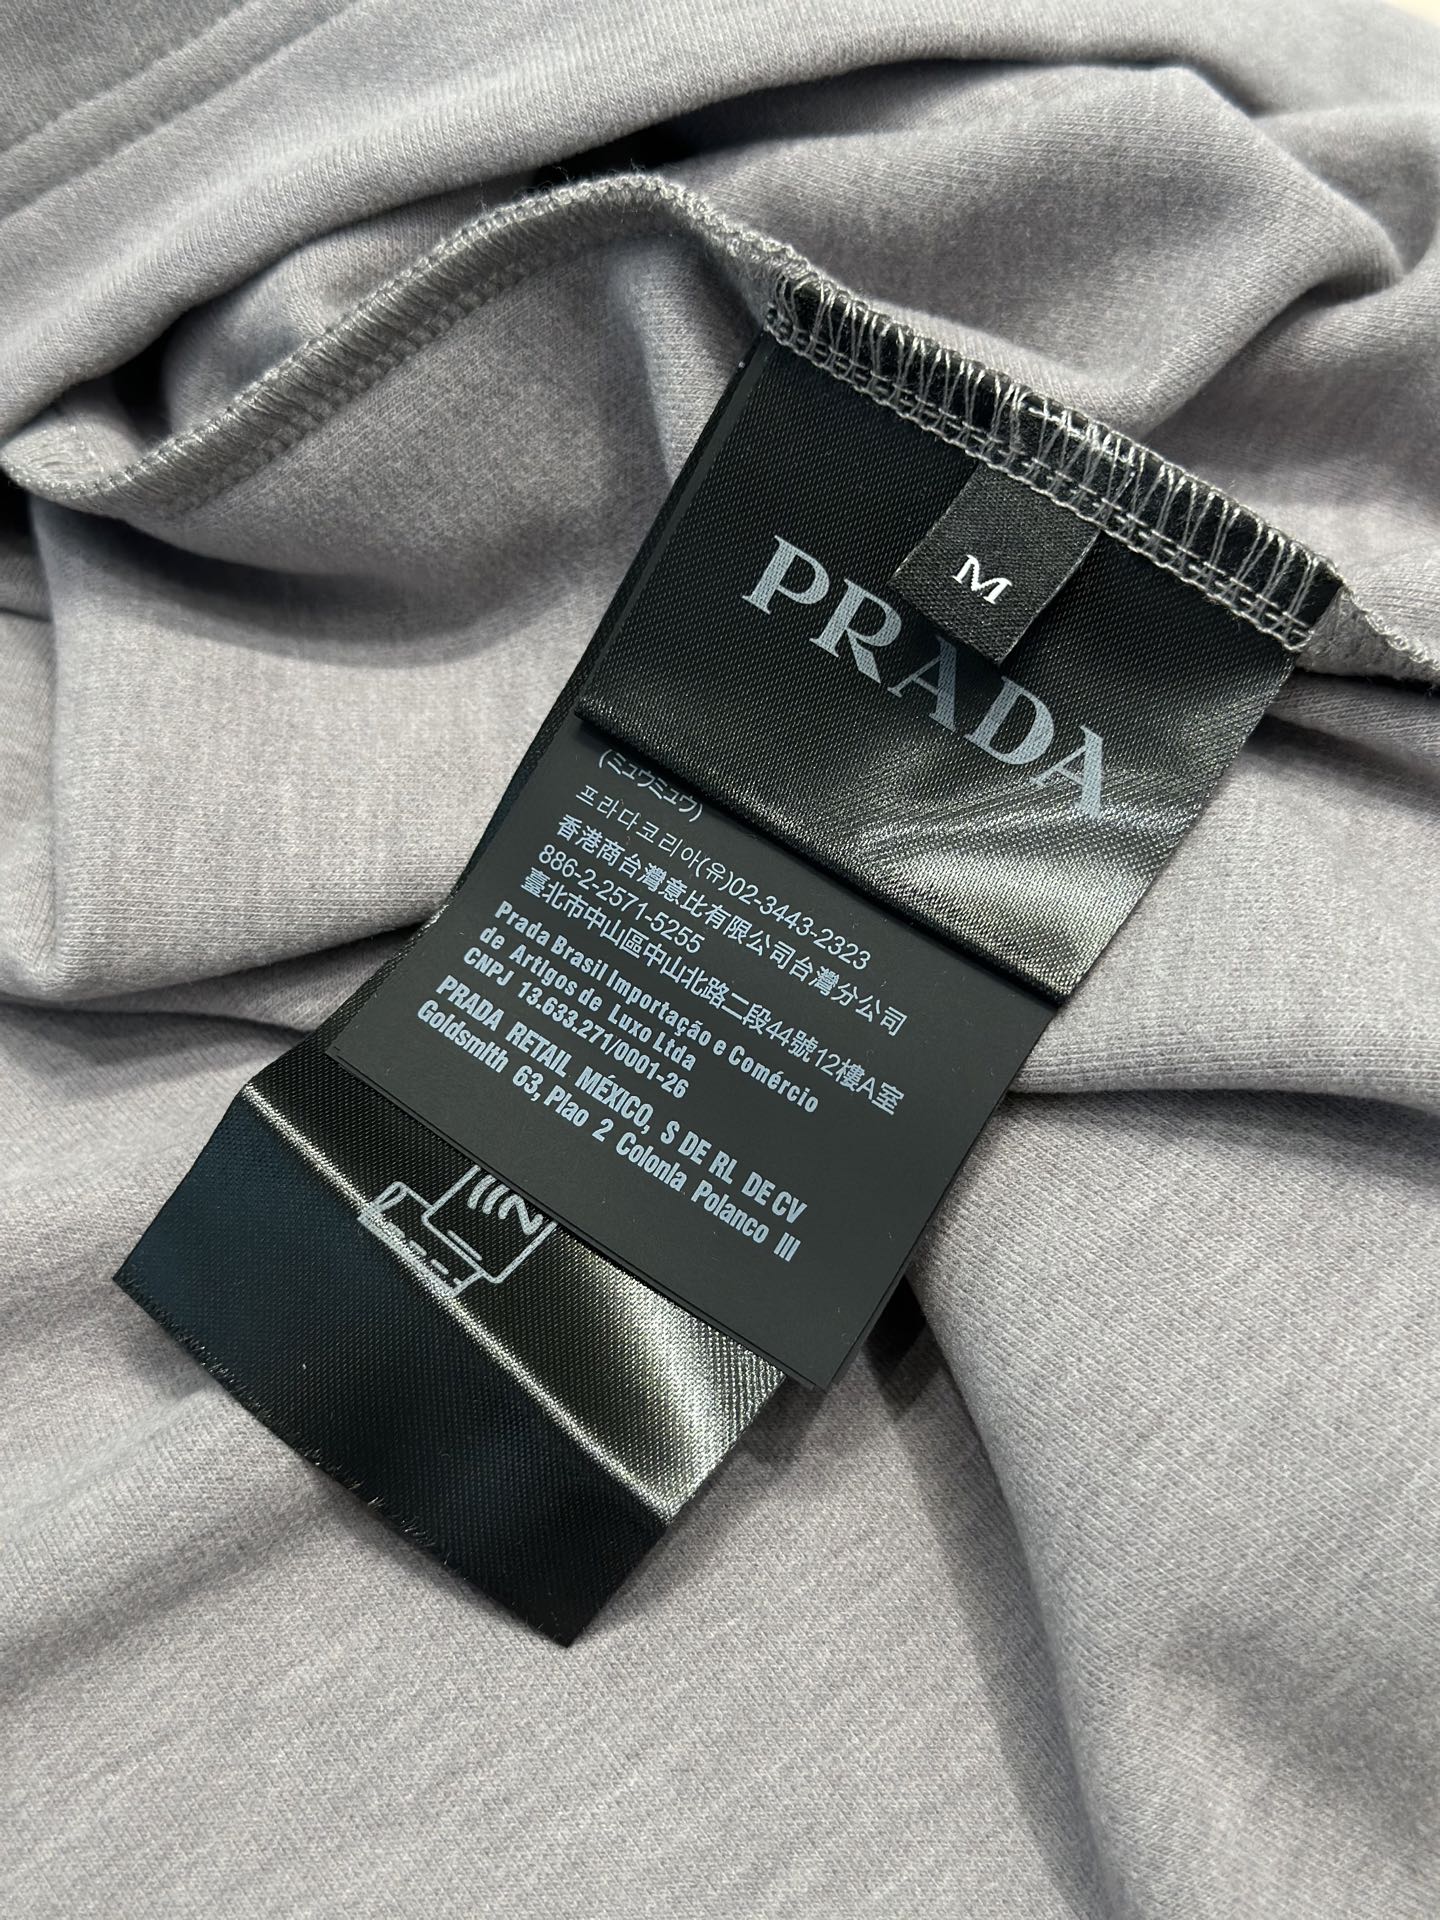 M
PRADA
(ミュウミュウ)
프라다코리아(유)02-3443-2323
香港商台灣意比有限公司台灣分公司
886-2-2571-5255
臺北市中山區中山北路二段44號12樓A室
Prada Brasil Importação e Comércio
de Artigos de Luxo Ltda
CNPJ 13.633.271/0001-26
PRADA RETAIL MÉXICO, S DE RL DE CV
Goldsmith 63, Piao 2 Colonia Polanco III